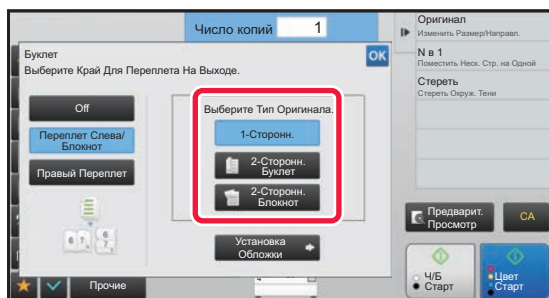 Число копий 1
Буклет
Выберите Край Для Переплета На Выходе.
OK
Off
Переплет Слева/
Блокнот
Правый Переплет
Выберите Тип Оригинала.
1-Сторонн.
2-Сторонн.
Буклет
2-Сторонн.
Блокнот
Установка
Обложки
Прочие
Оригинал
Изменить Размер/Направл.
N в 1
Поместить Неск. Стр. на Одной
Стереть
Стереть Окруж. Тени
Предварит.
Просмотр
CA
Ч/Б
Старт
Цвет
Старт